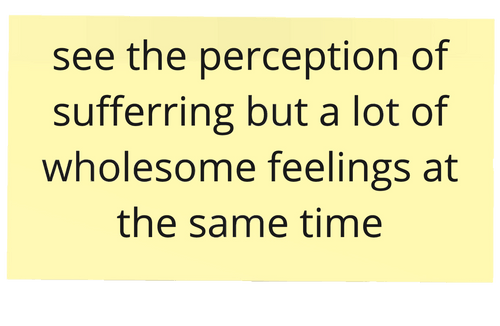 see the perception of
sufferring but a lot of
wholesome feelings at
the same time